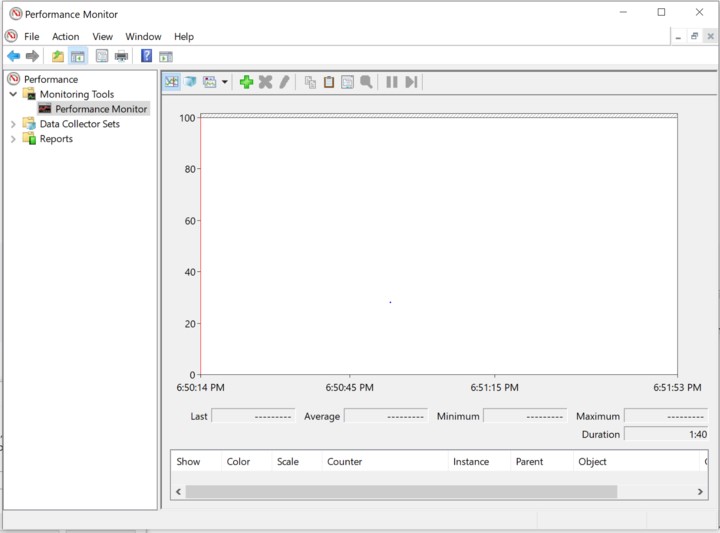 Performance Monitor
File Action View Window Help
Performance
Monitoring Tools
Performance Monitor
Data Collector Sets
Reports
100
80
60
40
20
0
6:50:14 PM 6:50:45 PM 6:51:15 PM 6:51:53 PM
Last --------- Average --------- Minimum --------- Maximum ---------
Duration 1:40
Show Color Scale Counter Instance Parent Object